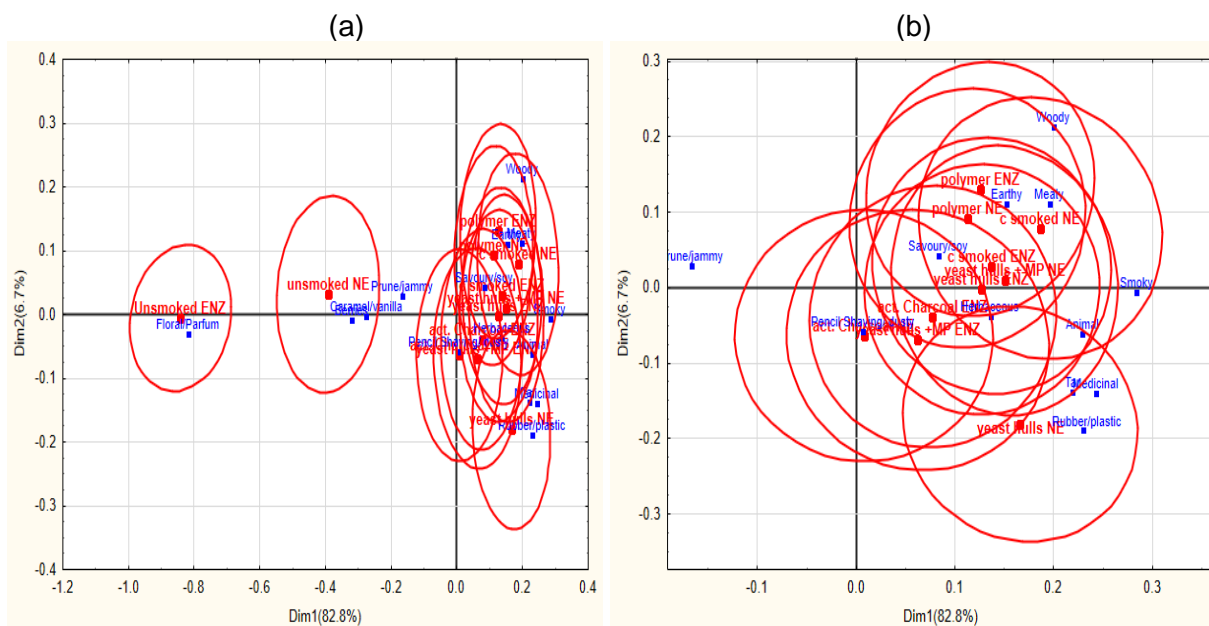 (a)
(b)
0.4
0.3
0.2
0.1
0.0
-0.1
-0.2
-0.3
-0.4
Dim2(6.7%)
Woody
polymer ENZ
c smoked NE
Savoury/soy
Prune/jammy
unsmoked NE
Caramel/vanilla
Unsmoked ENZ
Floral/Parfum
yeast hulls NE
Rubber/plastic
-1.2
-1.0
-0.8
-0.6
-0.4
-0.2
0.0
0.2
0.4
Dim1(82.8%)
0.3
0.2
0.1
0.0
-0.1
-0.2
-0.3
Dim2(6.7%)
Woody
polymer ENZ
Earthy
Meaty
polymer NE
c smoked NE
Savoury/soy
c smoked ENZ
yeast hulls +MP NE
yeast hulls ENZ
Smoky
act. Charcoal ENZ
Animal
Tar
Medicinal
yeast hulls NE
Rubber/plastic
-0.1
0.0
0.1
0.2
0.3
Dim1(82.8%)